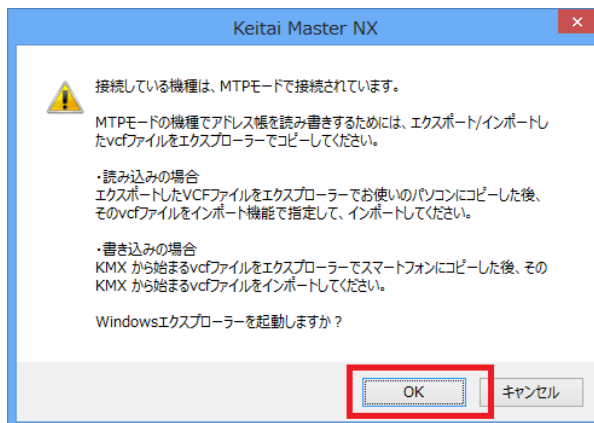 Keitai Master NX
接続している機種は、MTPモードで接続されています。
MTPモードの機種でアドレス帳を読み書きするためには、エクスポート/インポートし
たvcfファイルをエクスプローラーでコピーしてください。
・読み込みの場合
エクスポートしたVCFファイルをエクスプローラーでお使いのパソコンにコピーした後、
そのvcfファイルをインポート機能で指定して、インポートしてください。
・書き込みの場合
KMX から始まるvcfファイルをエクスプローラーでスマートフォンにコピーした後、その
KMX から始まるvcfファイルをインポートしてください。
Windowsエクスプローラーを起動しますか？
OK
キャンセル